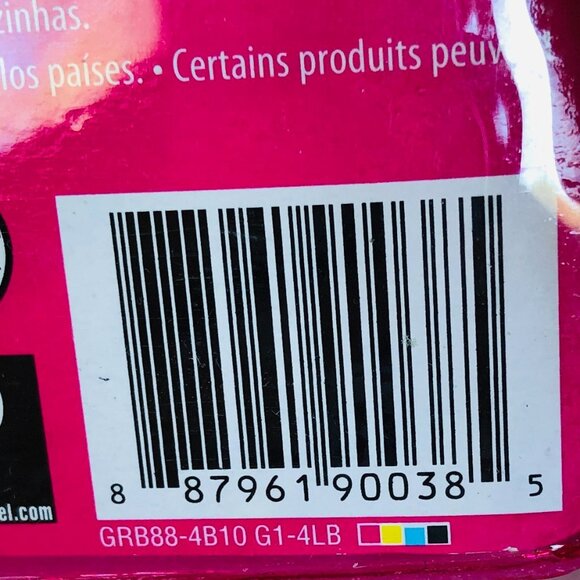 zinhas.
los países. • Certains produits peuv
8 87961 90038 5
el.com
GRB88-4B10 G1-4LB